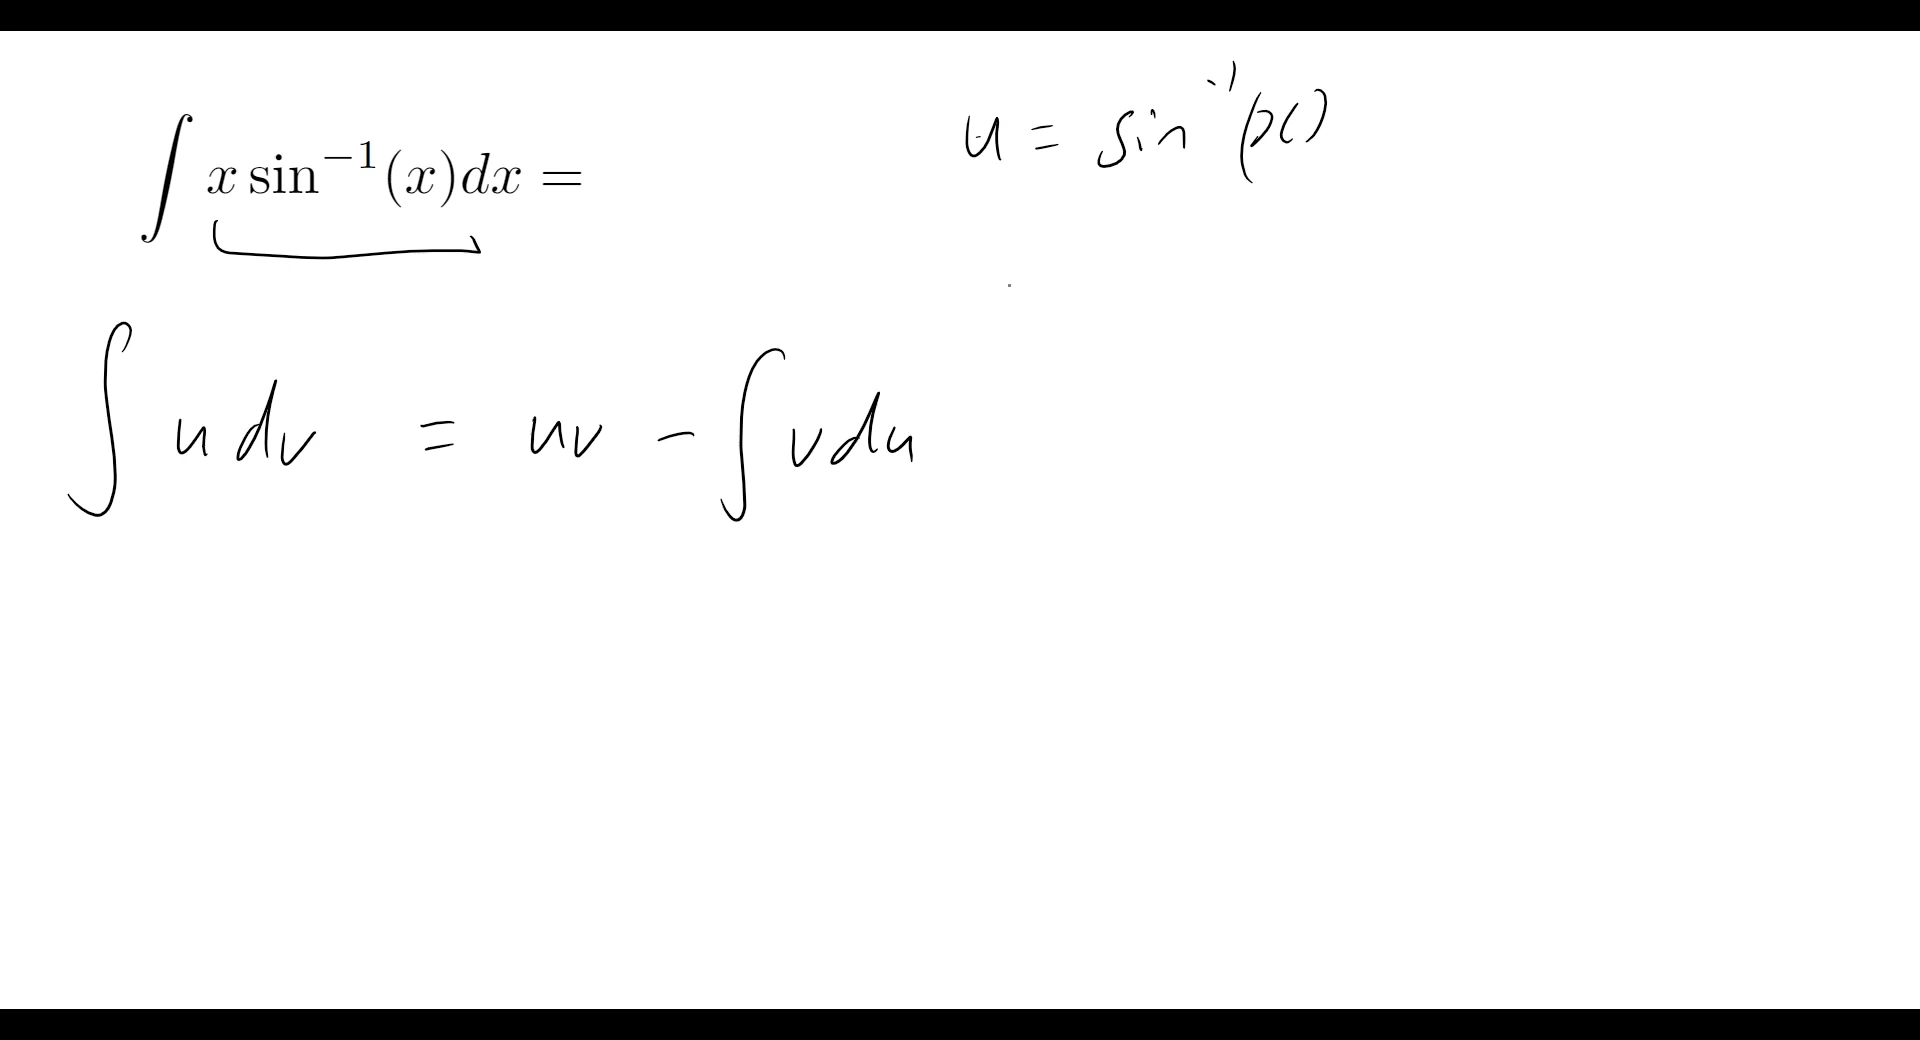 ∫ x sin⁻¹(x)dx =
u = sin⁻¹(x)
∫ u dv = uv - ∫ v du